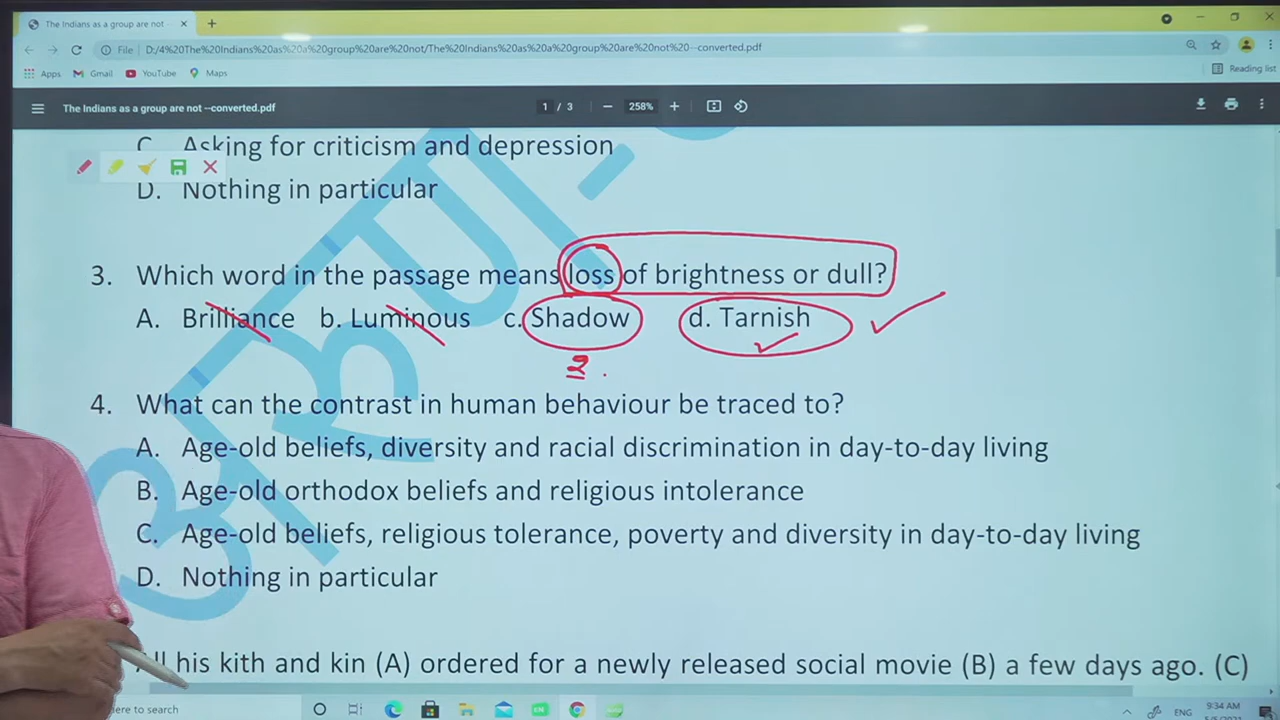 The Indians as a group are not
File D:/4%20The%20Indians%20as%20a%20group%20are%20not/The%20Indians%20as%20a%20group%20are%20not%20--converted.pdf
Apps Gmail YouTube Maps Reading list
The Indians as a group are not --converted.pdf 1 / 3 258%
C. Asking for criticism and depression
D. Nothing in particular
3. Which word in the passage means loss of brightness or dull?
A. Brilliance b. Luminous c. Shadow d. Tarnish
4. What can the contrast in human behaviour be traced to?
A. Age-old beliefs, diversity and racial discrimination in day-to-day living
B. Age-old orthodox beliefs and religious intolerance
C. Age-old beliefs, religious tolerance, poverty and diversity in day-to-day living
D. Nothing in particular
All his kith and kin (A) ordered for a newly released social movie (B) a few days ago. (C)
here to search ENG 9:34 AM